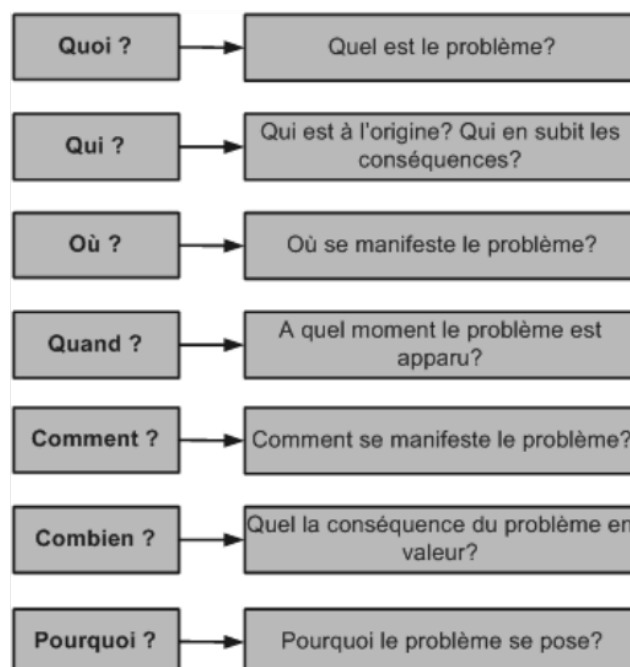 Quoi ?
Quel est le problème?
Qui ?
Qui est à l'origine? Qui en subit les
conséquences?
Où ?
Où se manifeste le problème?
Quand ?
A quel moment le problème est
apparu?
Comment ?
Comment se manifeste le problème?
Combien ?
Quel la conséquence du problème en
valeur?
Pourquoi ?
Pourquoi le problème se pose?